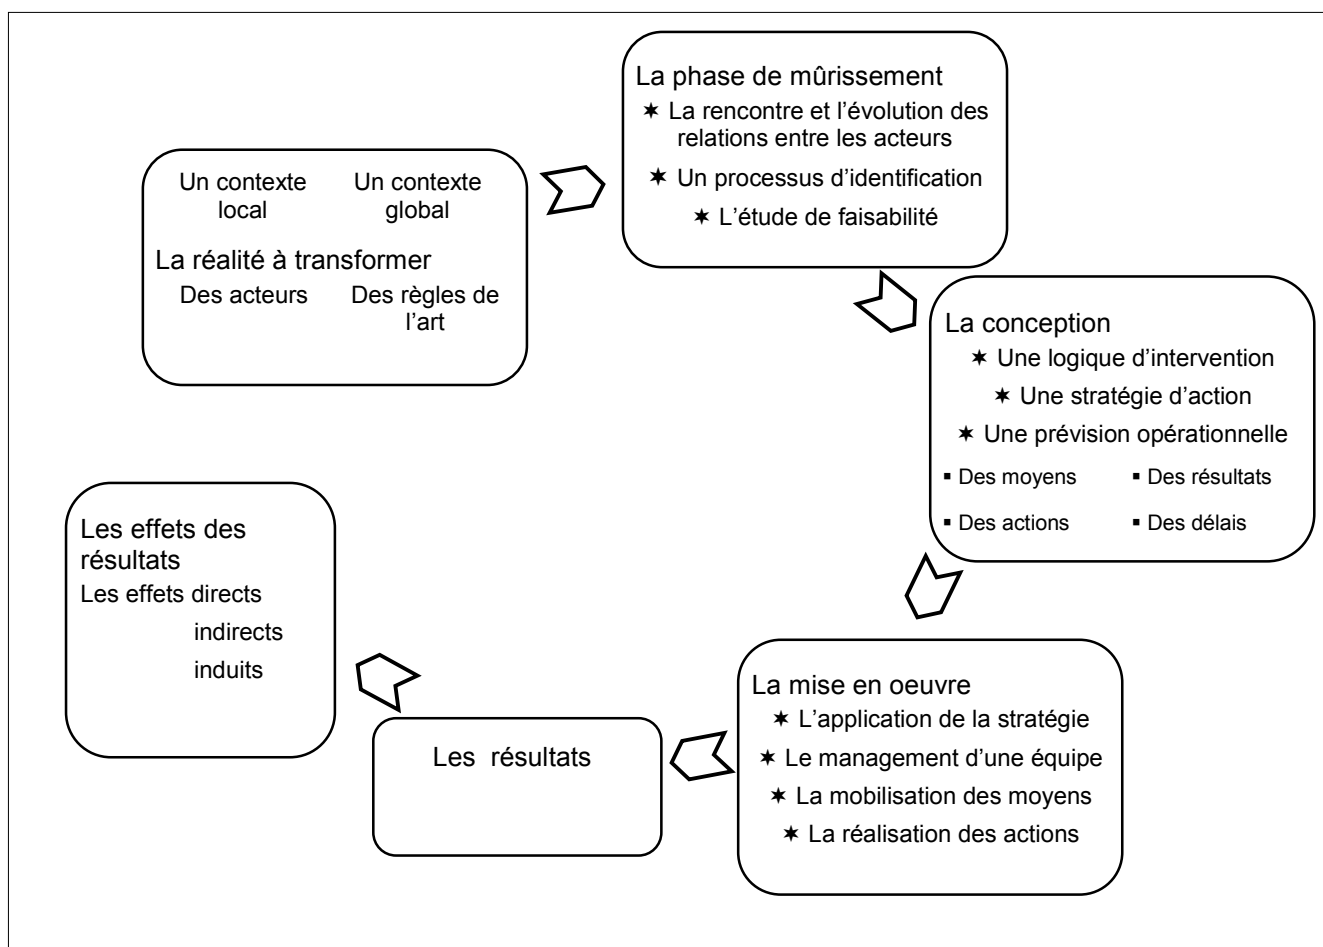 La phase de mûrissement
✶ La rencontre et l’évolution des
relations entre les acteurs
✶ Un processus d’identification
✶ L’étude de faisabilité
Un contexte
local
Un contexte
global
La réalité à transformer
Des acteurs
Des règles de
l’art
La conception
✶ Une logique d’intervention
✶ Une stratégie d’action
✶ Une prévision opérationnelle
▪ Des moyens
▪ Des résultats
▪ Des actions
▪ Des délais
La mise en oeuvre
✶ L’application de la stratégie
✶ Le management d’une équipe
✶ La mobilisation des moyens
✶ La réalisation des actions
Les résultats
Les effets des
résultats
Les effets directs
indirects
induits